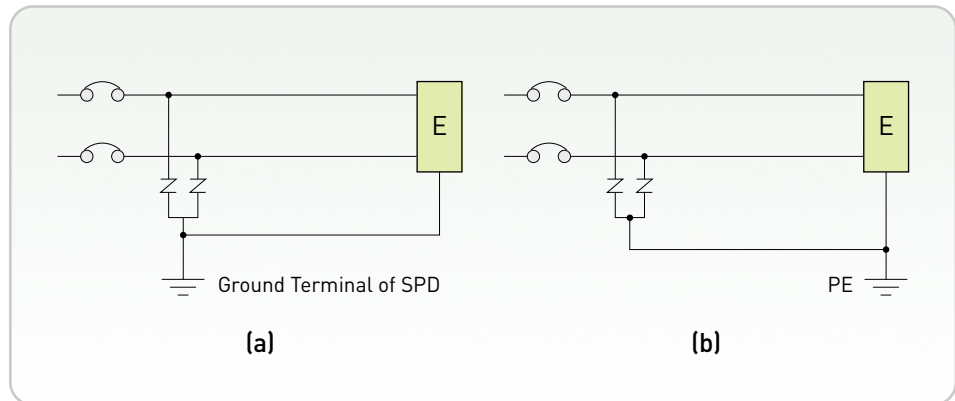 E
Ground Terminal of SPD
(a)
E
PE
(b)